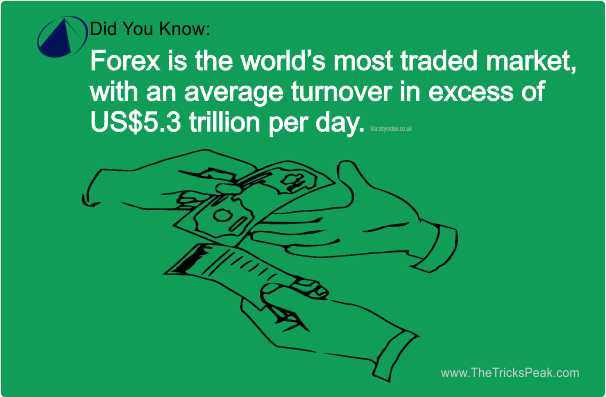 Did You Know:
Forex is the world's most traded market,
with an average turnover in excess of
US$5.3 trillion per day.
www.TheTricksPeak.com